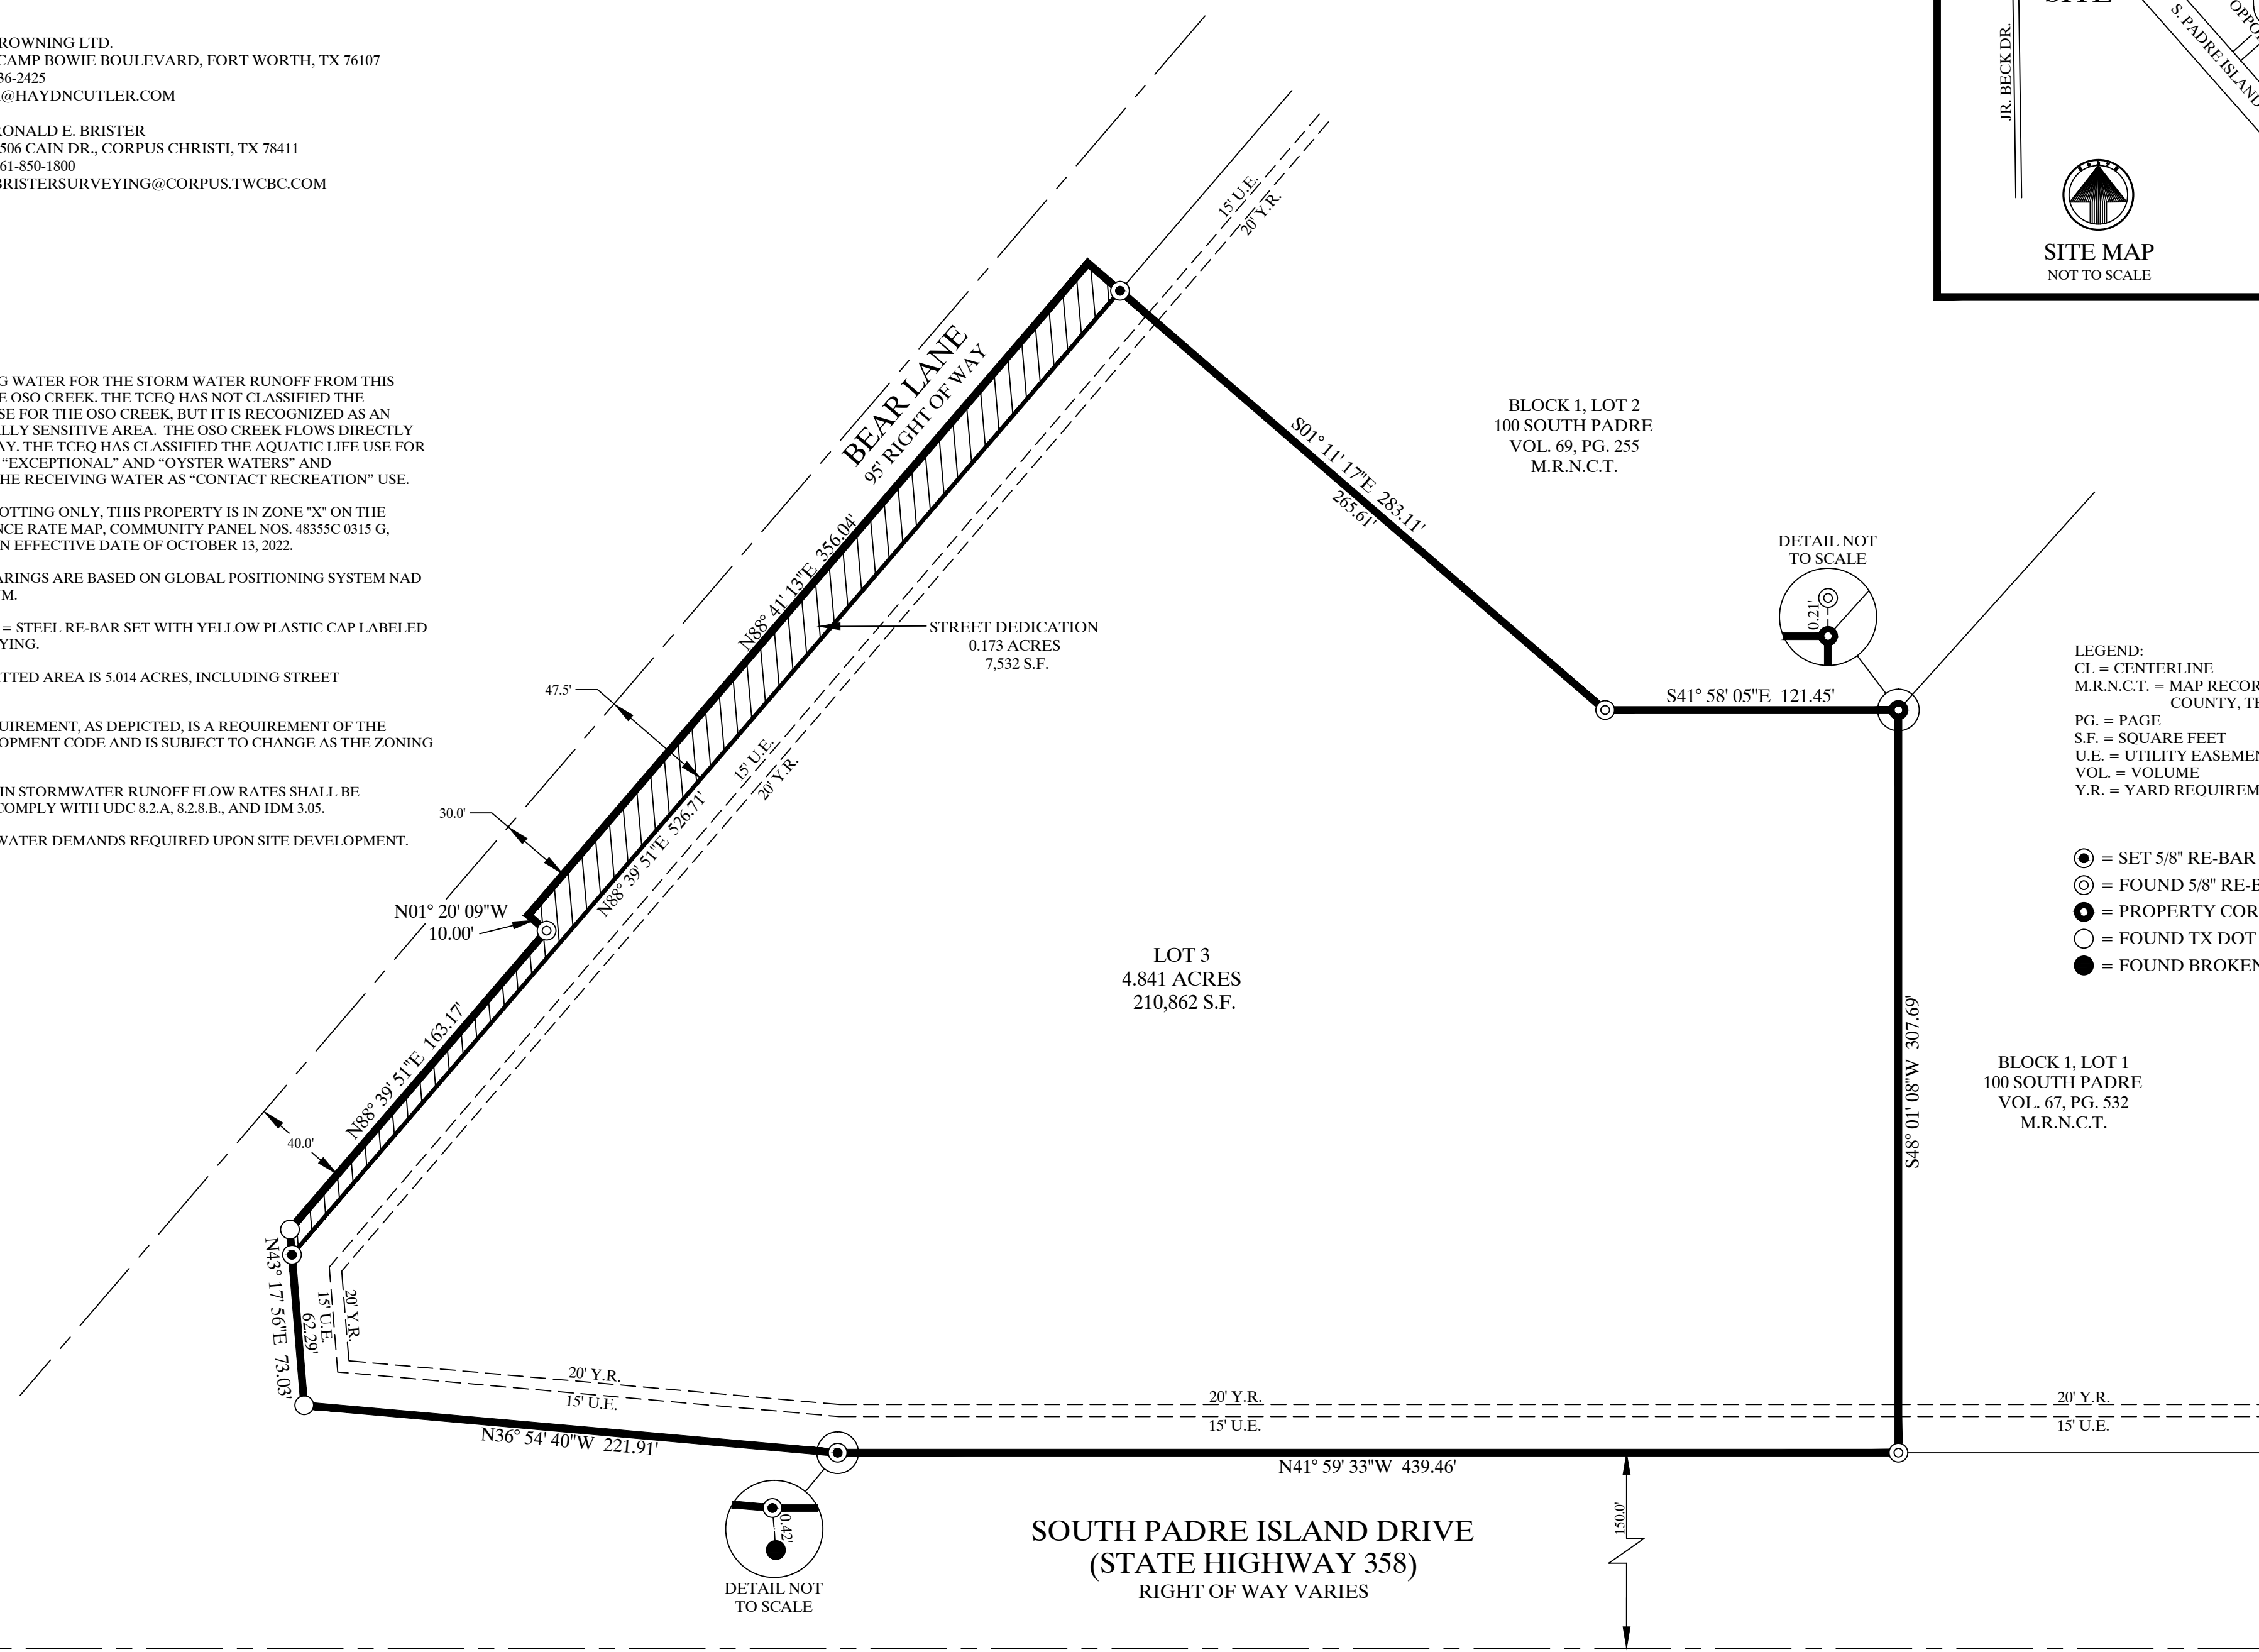 ROWNING LTD.
CAMP BOWIE BOULEVARD, FORT WORTH, TX 76107
36-2425
@HAYDNCUTLER.COM
RONALD E. BRISTER
506 CAIN DR., CORPUS CHRISTI, TX 78411
61-850-1800
BRISTERSURVEYING@CORPUS.TWCBC.COM
G WATER FOR THE STORM WATER RUNOFF FROM THIS
E OSO CREEK. THE TCEQ HAS NOT CLASSIFIED THE
SE FOR THE OSO CREEK, BUT IT IS RECOGNIZED AS AN
LLY SENSITIVE AREA. THE OSO CREEK FLOWS DIRECTLY
AY. THE TCEQ HAS CLASSIFIED THE AQUATIC LIFE USE FOR
“EXCEPTIONAL” AND “OYSTER WATERS” AND
HE RECEIVING WATER AS “CONTACT RECREATION” USE.
OTTING ONLY, THIS PROPERTY IS IN ZONE "X" ON THE
NCE RATE MAP, COMMUNITY PANEL NOS. 48355C 0315 G,
N EFFECTIVE DATE OF OCTOBER 13, 2022.
ARINGS ARE BASED ON GLOBAL POSITIONING SYSTEM NAD
M.
= STEEL RE-BAR SET WITH YELLOW PLASTIC CAP LABELED
YING.
TTED AREA IS 5.014 ACRES, INCLUDING STREET
UIREMENT, AS DEPICTED, IS A REQUIREMENT OF THE
OPMENT CODE AND IS SUBJECT TO CHANGE AS THE ZONING
IN STORMWATER RUNOFF FLOW RATES SHALL BE
COMPLY WITH UDC 8.2.A, 8.2.8.B., AND IDM 3.05.
WATER DEMANDS REQUIRED UPON SITE DEVELOPMENT.
SITE
JR. BECK DR.
S. PADRE ISLAND
OPPO
SITE MAP
NOT TO SCALE
15' U.E.
20' Y.R.
BEAR LANE
95' RIGHT OF WAY
N88° 41' 13"E 356.04'
S01° 11' 17"E 283.11'
265.61'
BLOCK 1, LOT 2
100 SOUTH PADRE
VOL. 69, PG. 255
M.R.N.C.T.
DETAIL NOT
TO SCALE
0.21'
STREET DEDICATION
0.173 ACRES
7,532 S.F.
47.5'
S41° 58' 05"E 121.45'
LEGEND:
CL = CENTERLINE
M.R.N.C.T. = MAP RECOR
COUNTY, TE
PG. = PAGE
S.F. = SQUARE FEET
U.E. = UTILITY EASEMEN
VOL. = VOLUME
Y.R. = YARD REQUIREM
= SET 5/8" RE-BAR
= FOUND 5/8" RE-B
= PROPERTY COR
= FOUND TX DOT
= FOUND BROKEN
15' U.E.
20' Y.R.
30.0'
N88° 39' 51"E 526.71'
N01° 20' 09"W
10.00'
LOT 3
4.841 ACRES
210,862 S.F.
N88° 39' 51"E 163.17'
40.0'
S48° 01' 08"W 307.69'
BLOCK 1, LOT 1
100 SOUTH PADRE
VOL. 67, PG. 532
M.R.N.C.T.
N43° 17' 56"E 73.03'
62.29'
15' U.E.
20' Y.R.
20' Y.R.
15' U.E.
20' Y.R.
15' U.E.
20' Y.R.
15' U.E.
N36° 54' 40"W 221.91'
N41° 59' 33"W 439.46'
0.42'
DETAIL NOT
TO SCALE
SOUTH PADRE ISLAND DRIVE
(STATE HIGHWAY 358)
RIGHT OF WAY VARIES
150.0'